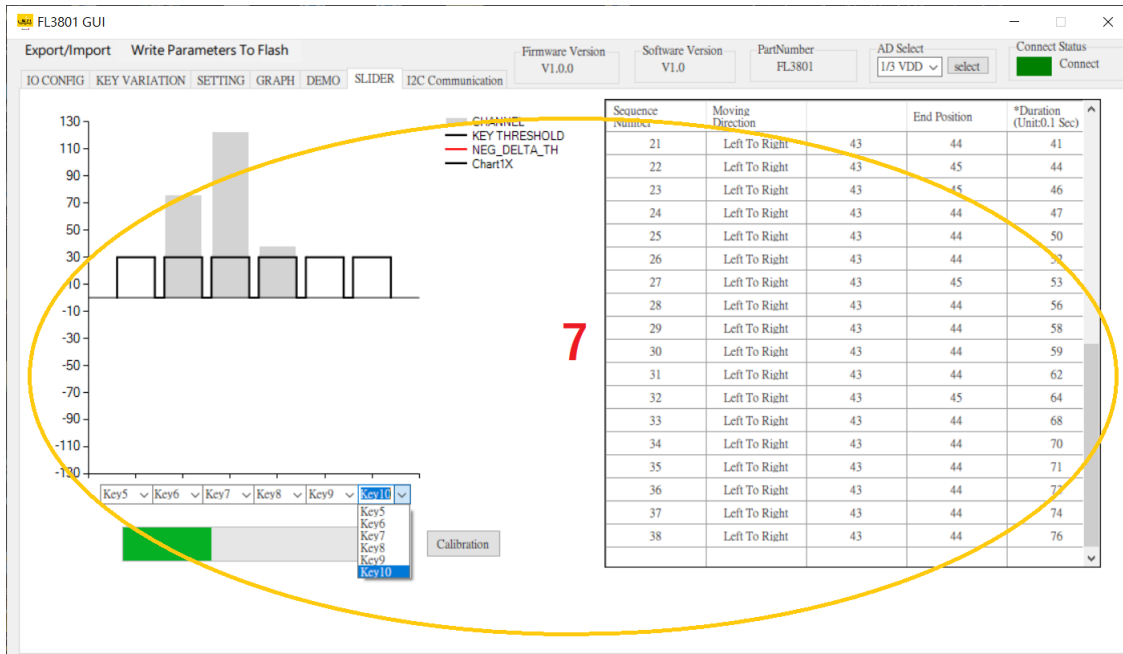 FL3801 GUI
Export/Import Write Parameters To Flash
Firmware Version
V1.0.0
Software Version
V1.0
PartNumber
FL3801
AD Select
1/3 VDD select
Connect Status
Connect
IO CONFIG KEY VARIATION SETTING GRAPH DEMO SLIDER I2C Communication
130
110
90
70
50
30
10
-10
-30
-50
-70
-90
-110
-130
CHANNEL
KEY THRESHOLD
NEG_DELTA_TH
Chart1X
Key5 Key6 Key7 Key8 Key9 Key10
Key5
Key6
Key7
Key8
Key9
Key10
Calibration
7
Sequence Number Moving Direction End Position *Duration (Unit:0.1 Sec)
21 Left To Right 43 44 41
22 Left To Right 43 45 44
23 Left To Right 43 45 46
24 Left To Right 43 44 47
25 Left To Right 43 44 50
26 Left To Right 43 44 52
27 Left To Right 43 45 53
28 Left To Right 43 44 56
29 Left To Right 43 44 58
30 Left To Right 43 44 59
31 Left To Right 43 44 62
32 Left To Right 43 45 64
33 Left To Right 43 44 68
34 Left To Right 43 44 70
35 Left To Right 43 44 71
36 Left To Right 43 44 73
37 Left To Right 43 44 74
38 Left To Right 43 44 76